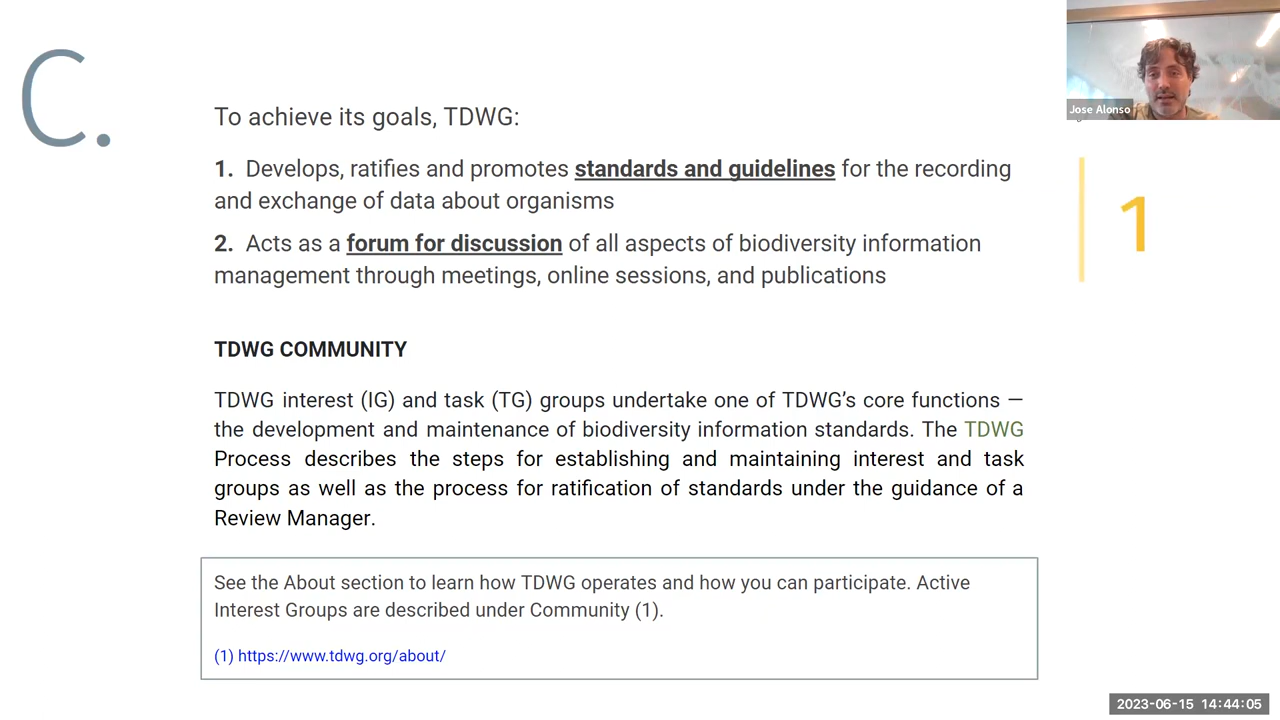 C.
To achieve its goals, TDWG:
1. Develops, ratifies and promotes standards and guidelines for the recording
and exchange of data about organisms
2. Acts as a forum for discussion of all aspects of biodiversity information
management through meetings, online sessions, and publications
TDWG COMMUNITY
TDWG interest (IG) and task (TG) groups undertake one of TDWG’s core functions —
the development and maintenance of biodiversity information standards. The TDWG
Process describes the steps for establishing and maintaining interest and task
groups as well as the process for ratification of standards under the guidance of a
Review Manager.
See the About section to learn how TDWG operates and how you can participate. Active
Interest Groups are described under Community (1).
(1) https://www.tdwg.org/about/
Jose Alonso
1
2023-06-15 14:44:05